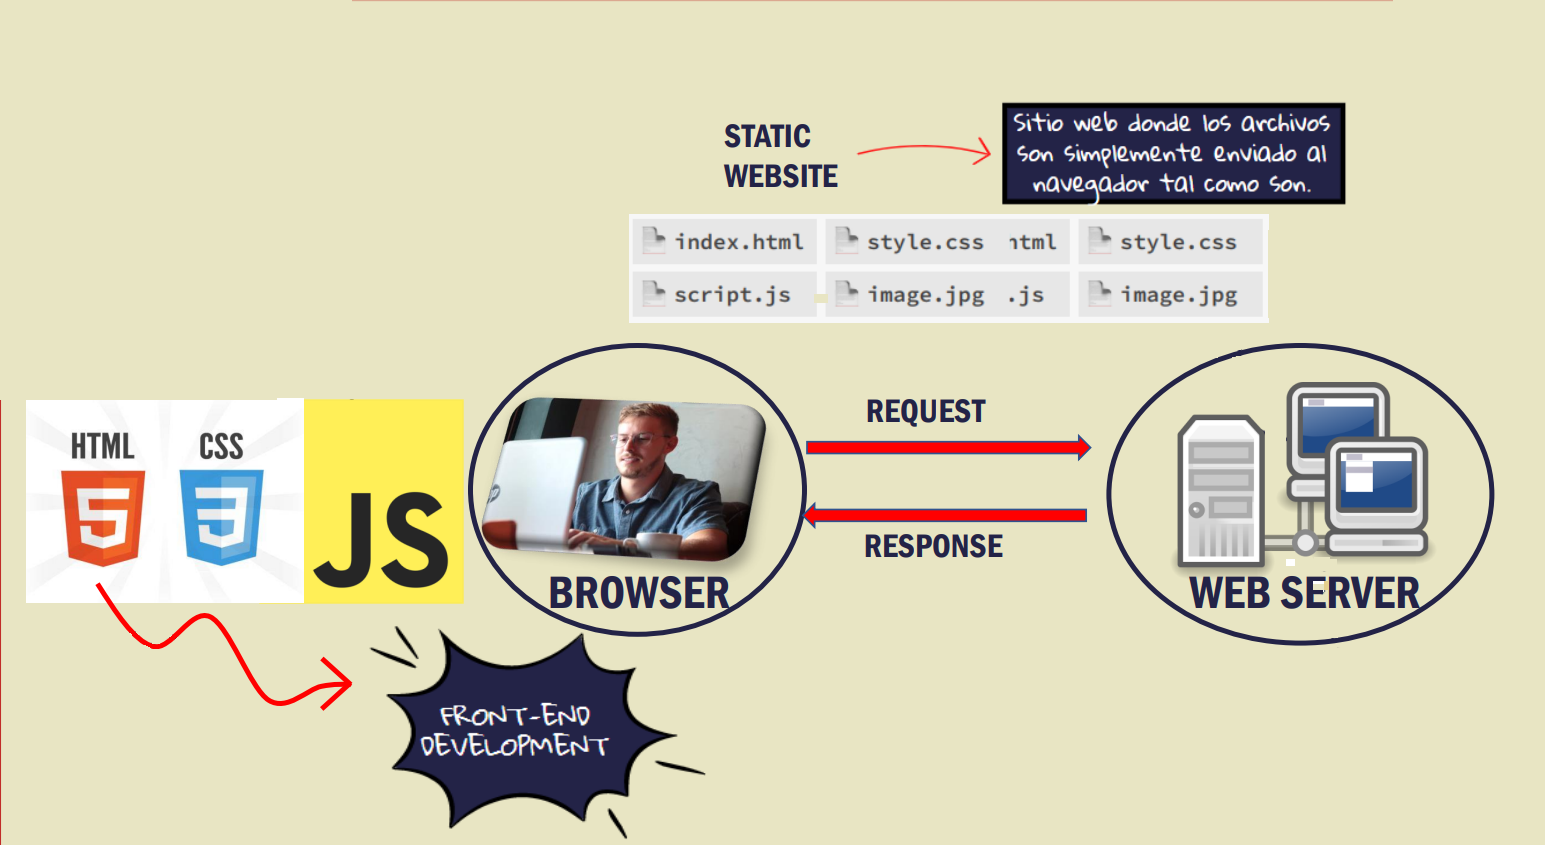 STATIC
WEBSITE
Sitio web donde los archivos
son simplemente enviado al
navegador tal como son.
index.html style.css html style.css
script.js image.jpg .js image.jpg
HTML CSS
JS
REQUEST
RESPONSE
BROWSER
WEB SERVER
FRONT-END
DEVELOPMENT